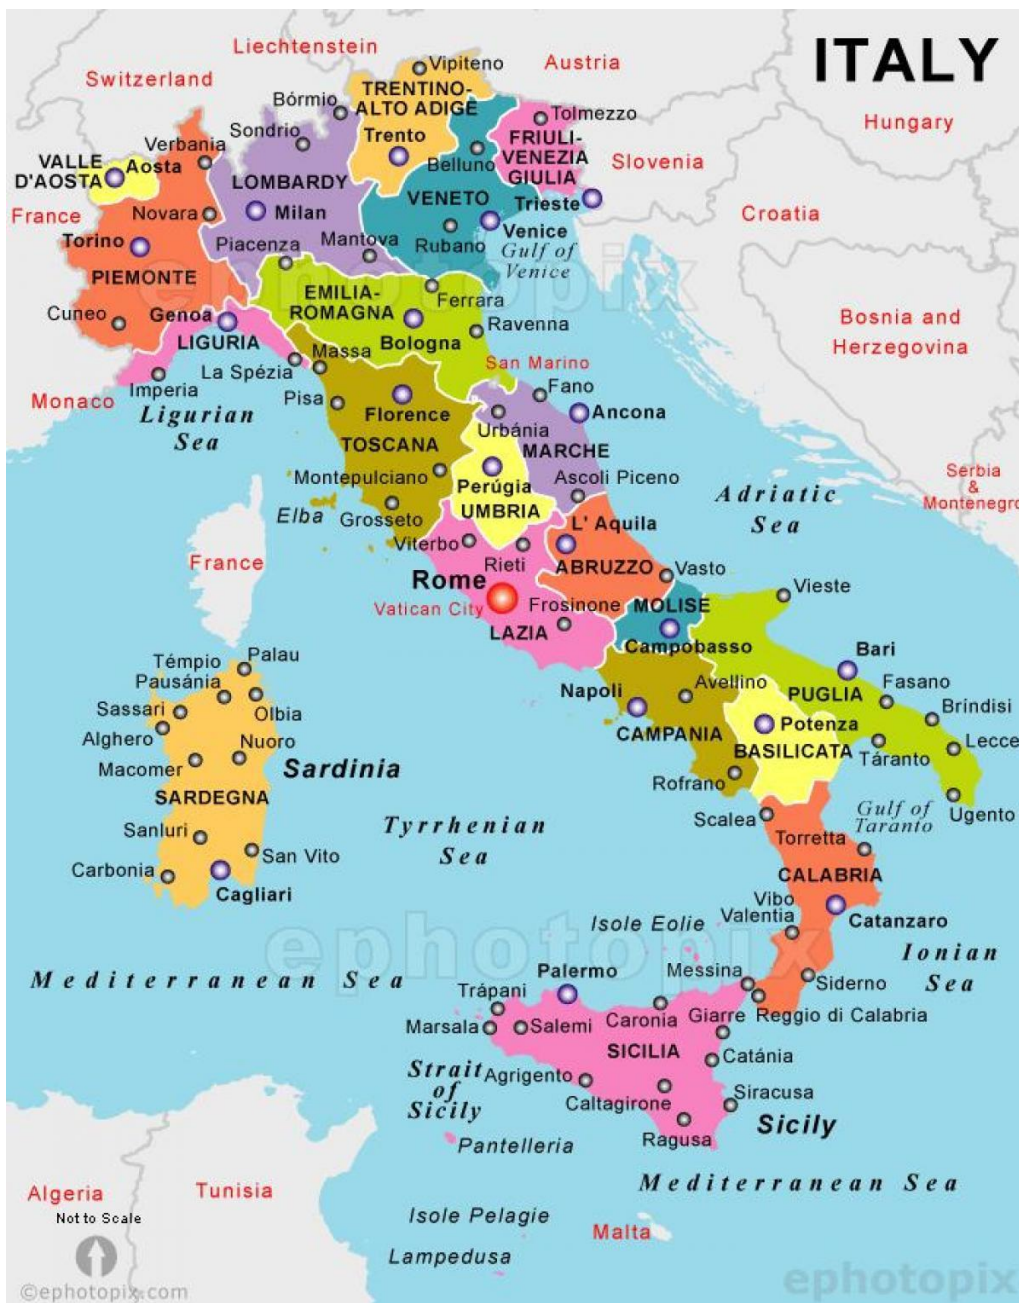 ITALY
Liechtenstein
Switzerland
Austria
Hungary
Slovenia
Croatia
France
Vipiteno
TRENTINO-
ALTO ADIGE
Trento
Bórmio
Sondrio
Verbania
Tolmezzo
FRIULI-
VENEZIA
GIULIA
Belluno
VALLE
D'AOSTA
Aosta
LOMBARDY
Milan
VENETO
Trieste
Venice
Rubano
Gulf of
Venice
Novara
Torino
PIEMONTE
Piacenza
Mantova
ephotopix
EMILIA-
ROMAGNA
Bologna
Ferrara
Ravenna
Cuneo
Genoa
LIGURIA
Bosnia and
Herzegovina
San Marino
Massa
La Spézia
Imperia
Monaco
Ligurian
Sea
Pisa
Florence
TOSCANA
Fano
Ancona
Urbánia
MARCHE
Montepulciano
Perúgia
UMBRIA
Ascoli Piceno
Serbia
&
Montenegro
Adriatic
Sea
Elba
Grosseto
L' Aquila
Viterbo
Rieti
ABRUZZO
Vasto
France
Rome
Vatican City
Frosinone
LAZIA
MOLISE
Campobasso
Vieste
Témpio
Pausánia
Palau
Sassari
Olbia
Alghero
Nuoro
Macomer
Sardinia
SARDEGNA
Sanluri
San Vito
Carbonia
Cagliari
Napoli
Avellino
CAMPANIA
Bari
PUGLIA
Fasano
Bríndisi
Potenza
BASILICATA
Táranto
Lecce
Rofrano
Ugento
Scalea
Gulf of
Taranto
Torretta
CALABRIA
Tyrrhenian
Sea
Vibo
Valentia
Catanzaro
Isole Eolie
Ionian
Sea
ephotopix
Mediterranean Sea
Palermo
Messina
Siderno
Trápani
Reggio di Calabria
Marsala
Salemi
Caronia
Giarre
SICILIA
Catánia
Strait
of
Sicily
Agrigento
Caltagirone
Siracusa
Ragusa
Sicily
Pantelleria
Mediterranean Sea
Algeria
Tunisia
Not to Scale
Isole Pelagie
Malta
Lampedusa
©ephotopix.com
ephotopix